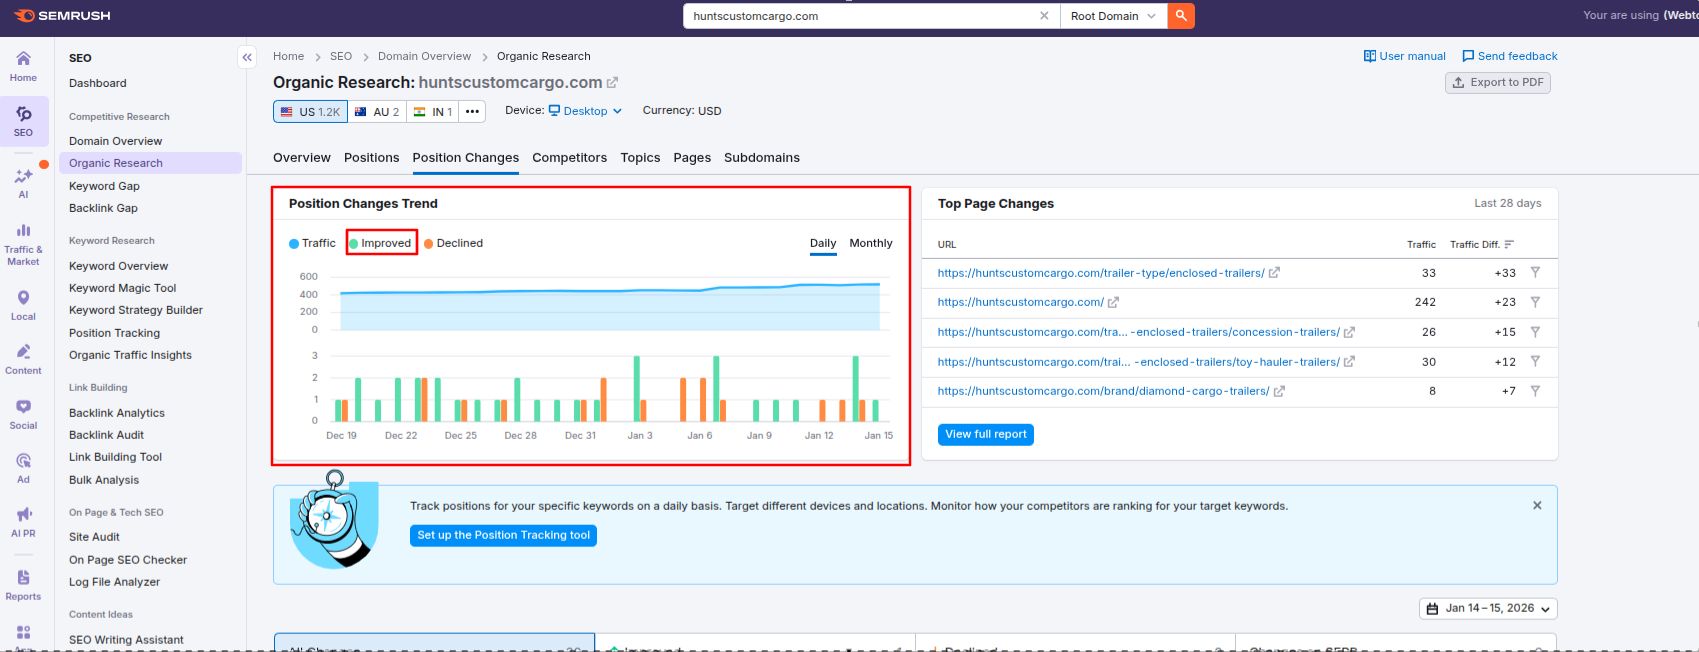 SEMRUSH
huntscustomcargo.com
Root Domain
You are using (Webto
Home
SEO
AI
Traffic & Market
Local
Content
Social
Ad
AI PR
Reports
SEO
Dashboard
Competitive Research
Domain Overview
Organic Research
Keyword Gap
Backlink Gap
Keyword Research
Keyword Overview
Keyword Magic Tool
Keyword Strategy Builder
Position Tracking
Organic Traffic Insights
Link Building
Backlink Analytics
Backlink Audit
Link Building Tool
Bulk Analysis
On Page & Tech SEO
Site Audit
On Page SEO Checker
Log File Analyzer
Content Ideas
SEO Writing Assistant
Home > SEO > Domain Overview > Organic Research
User manual
Send feedback
Organic Research: huntscustomcargo.com
Export to PDF
US 1.2K AU 2 IN 1 ••• Device: Desktop Currency: USD
Overview Positions Position Changes Competitors Topics Pages Subdomains
Position Changes Trend
Traffic Improved Declined
Daily Monthly
600
400
200
0
3
2
1
0
Dec 19 Dec 22 Dec 25 Dec 28 Dec 31 Jan 3 Jan 6 Jan 9 Jan 12 Jan 15
Top Page Changes Last 28 days
URL Traffic Traffic Diff.
https://huntscustomcargo.com/trailer-type/enclosed-trailers/ 33 +33
https://huntscustomcargo.com/ 242 +23
https://huntscustomcargo.com/tra... -enclosed-trailers/concession-trailers/ 26 +15
https://huntscustomcargo.com/trai... -enclosed-trailers/toy-hauler-trailers/ 30 +12
https://huntscustomcargo.com/brand/diamond-cargo-trailers/ 8 +7
View full report
Track positions for your specific keywords on a daily basis. Target different devices and locations. Monitor how your competitors are ranking for your target keywords.
Set up the Position Tracking tool
Jan 14 – 15, 2026